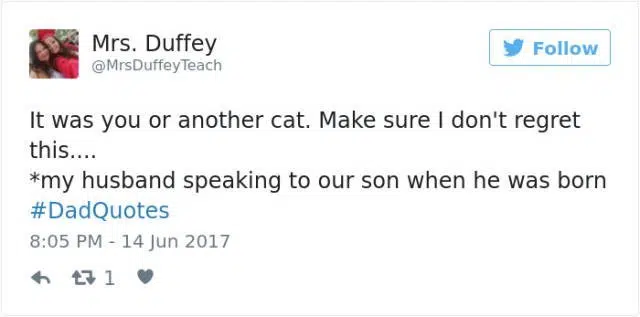 Mrs. Duffey
@MrsDuffeyTeach
Follow
It was you or another cat. Make sure I don't regret
this....
*my husband speaking to our son when he was born
#DadQuotes
8:05 PM - 14 Jun 2017
1